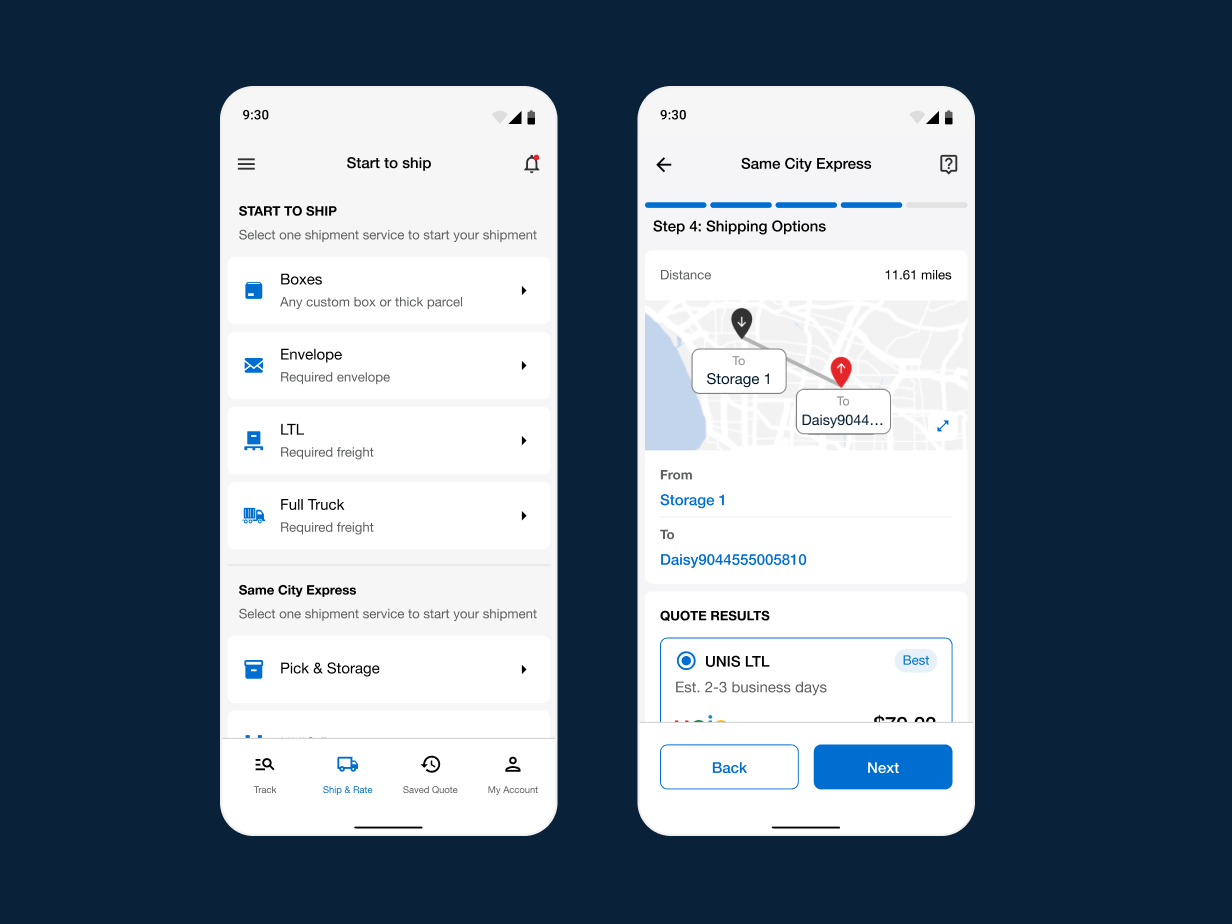 9:30
Start to ship
START TO SHIP
Select one shipment service to start your shipment
Boxes
Any custom box or thick parcel
Envelope
Required envelope
LTL
Required freight
Full Truck
Required freight
Same City Express
Select one shipment service to start your shipment
Pick & Storage
Track
Ship & Rate
Saved Quote
My Account
9:30
Same City Express
Step 4: Shipping Options
Distance
11.61 miles
To
Storage 1
To
Daisy9044...
From
Storage 1
To
Daisy9044555005810
QUOTE RESULTS
UNIS LTL
Best
Est. 2-3 business days
Back
Next